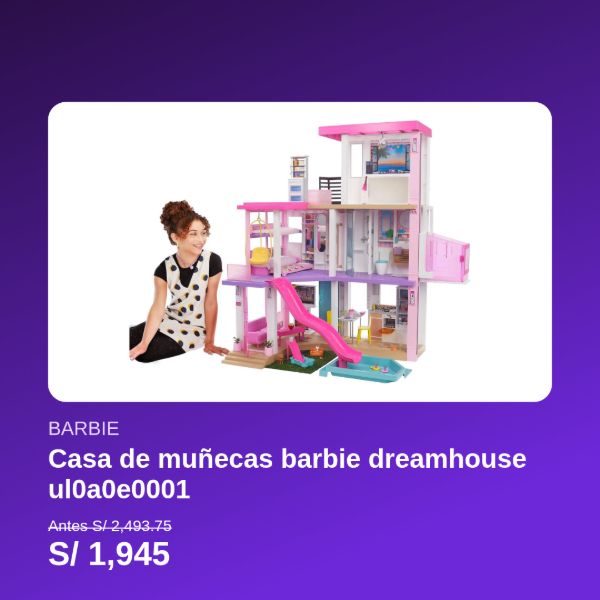 BARBIE
Casa de muñecas barbie dreamhouse
ul0a0e0001
Antes S/ 2,493.75
S/ 1,945